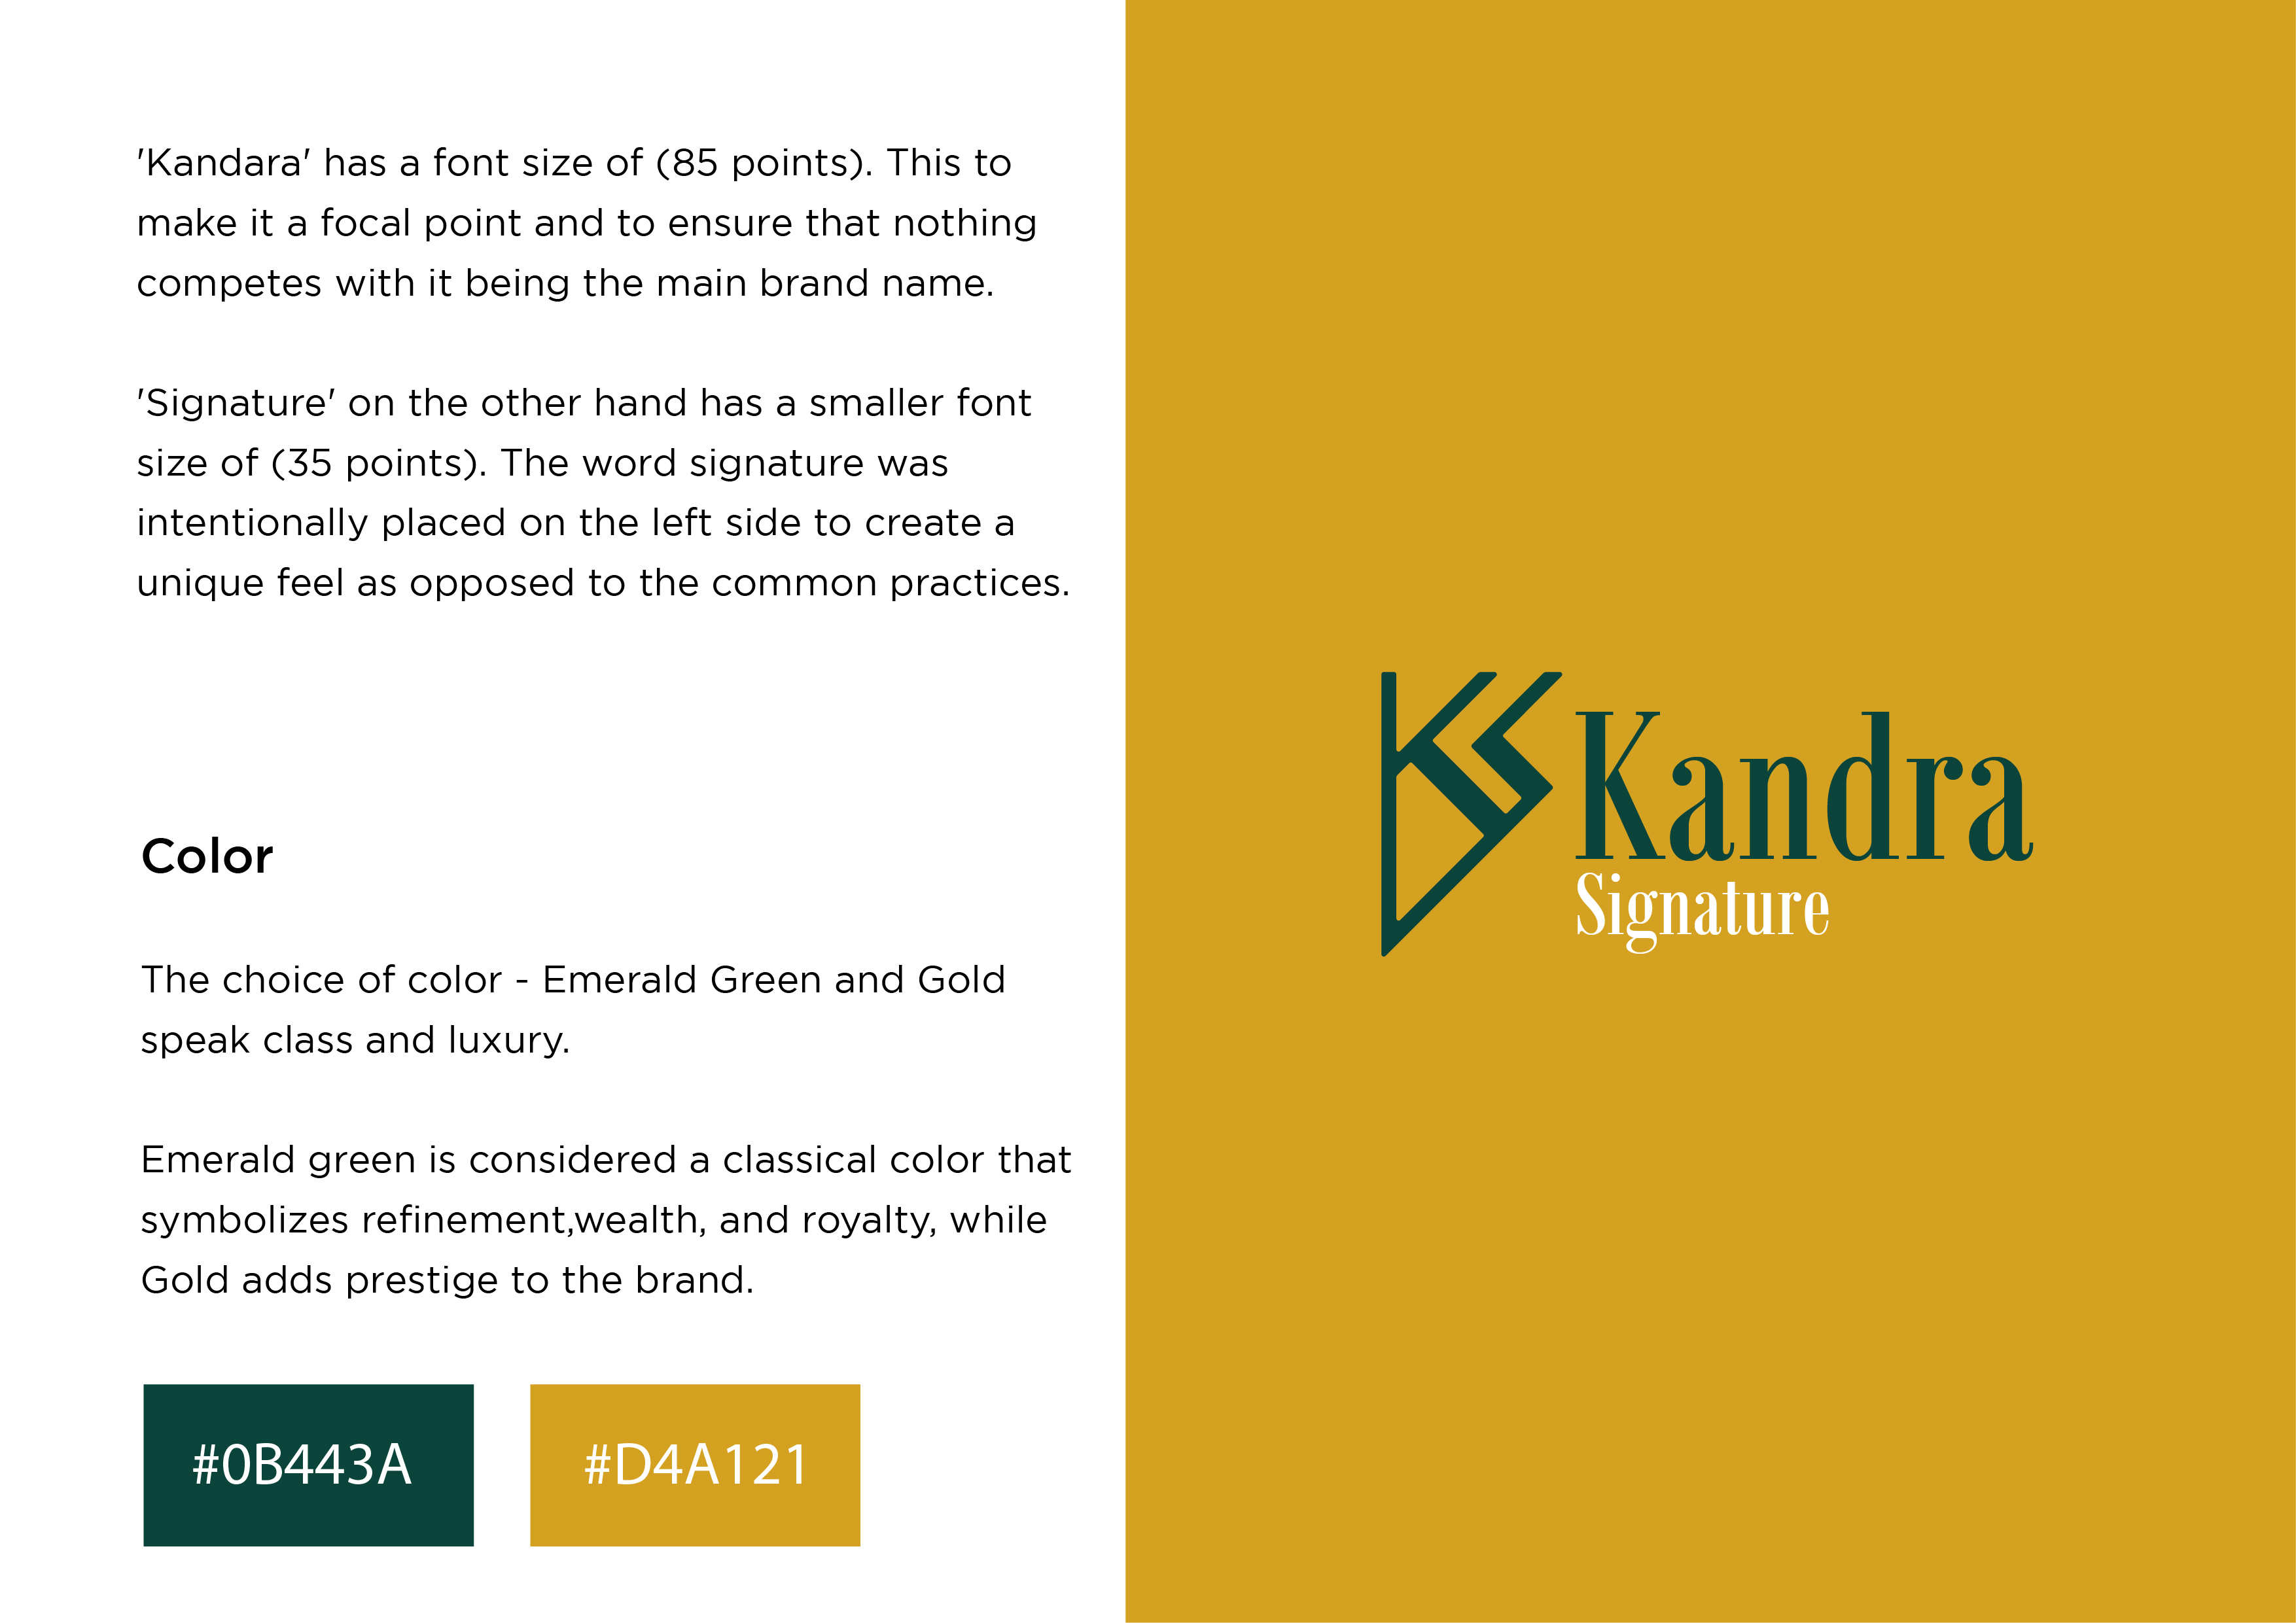 'Kandara' has a font size of (85 points). This to
make it a focal point and to ensure that nothing
competes with it being the main brand name.
'Signature' on the other hand has a smaller font
size of (35 points). The word signature was
intentionally placed on the left side to create a
unique feel as opposed to the common practices.
Color
The choice of color - Emerald Green and Gold
speak class and luxury.
Emerald green is considered a classical color that
symbolizes refinement,wealth, and royalty, while
Gold adds prestige to the brand.
#0B443A
#D4A121
KS
Kandra
Signature